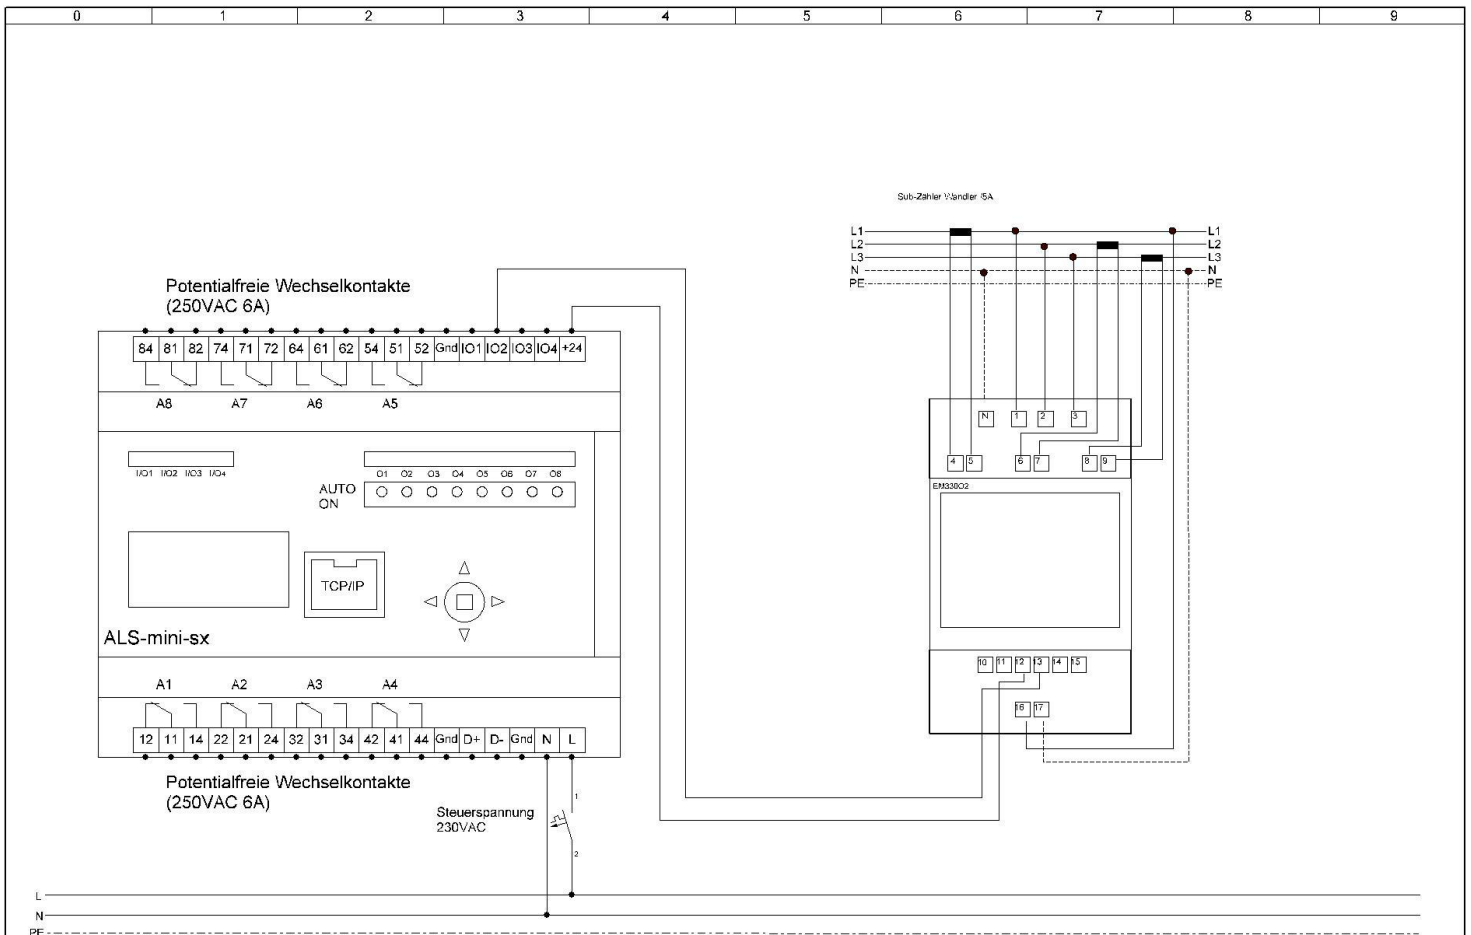 0 1 2 3 4 5 6 7 8 9
Sub-Zähler Wandler /5A
L1 L1
L2 L2
L3 L3
N N
PE PE
Potentialfreie Wechselkontakte
(250VAC 6A)
84 81 82 74 71 72 64 61 62 54 51 52 Gnd IO1 IO2 IO3 IO4 +24
A8 A7 A6 A5
N 1 2 3
4 5 6 7 8 9
I/O1 I/O2 I/O3 I/O4
O1 O2 O3 O4 O5 O6 O7 O8
AUTO
ON
TCP/IP
ALS-mini-sx
10 11 12 13 14 15
16 17
A1 A2 A3 A4
12 11 14 22 21 24 32 31 34 42 41 44 Gnd D+ D- Gnd N L
Potentialfreie Wechselkontakte
(250VAC 6A)
Steuerspannung
230VAC
1
2
L
N
PE